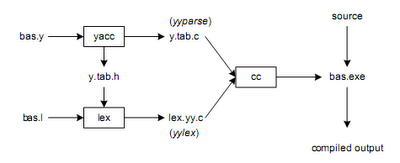 (yyparse) source
bas.y yacc y.tab.c
y.tab.h cc bas.exe
bas.l lex lex.yy.c
(yylex)
compiled output